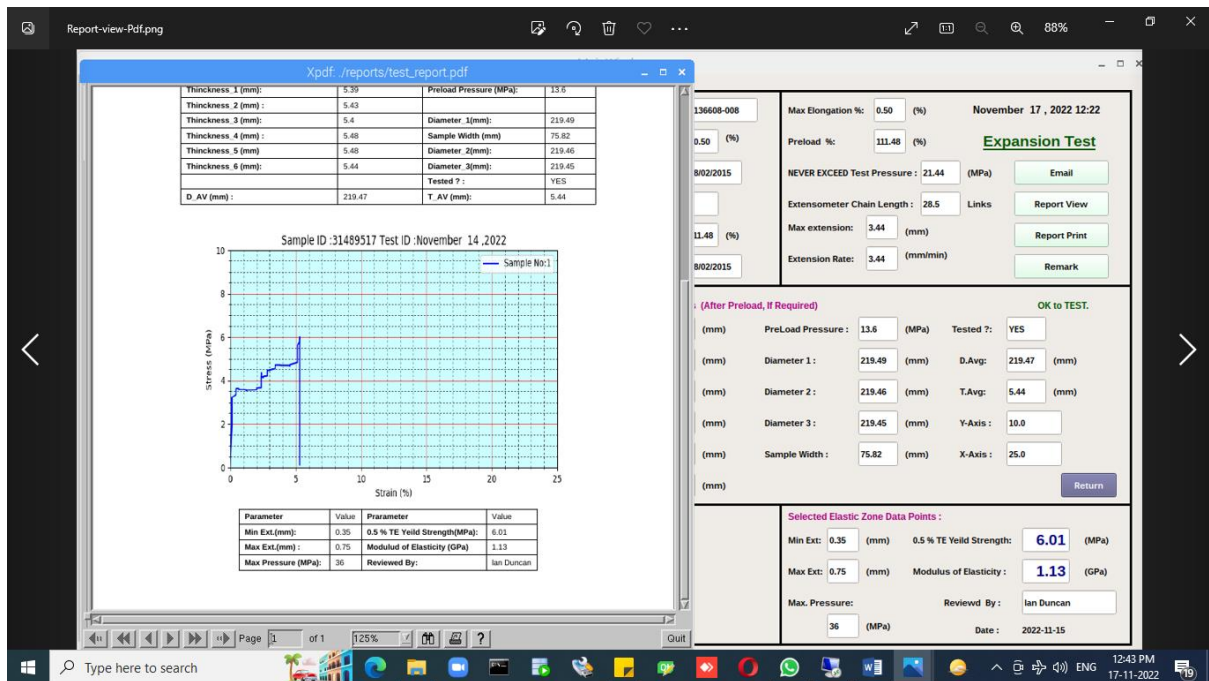 Report-view-Pdf.png
88%
Xpdf: ./reports/test_report.pdf
Thinckness_1 (mm): 5.39 Preload Pressure (MPa): 13.6
Thinckness_2 (mm) : 5.43
Thinckness_3 (mm): 5.4 Diameter_1(mm): 219.49
Thinckness_4 (mm) : 5.48 Sample Width (mm) 75.82
Thinckness_5 (mm) 5.48 Diameter_2(mm): 219.46
Thinckness_6 (mm): 5.44 Diameter_3(mm): 219.45
Tested ? : YES
D_AV (mm) : 219.47 T_AV (mm): 5.44
Sample ID :31489517 Test ID :November 14 ,2022
Sample No:1
10
8
6
4
2
0
Stress (MPa)
0 5 10 15 20 25
Strain (%)
Parameter Value Prarameter Value
Min Ext.(mm): 0.35 0.5 % TE Yeild Strength(MPa): 6.01
Max Ext.(mm) : 0.75 Modulud of Elasticity (GPa) 1.13
Max Pressure (MPa): 36 Reviewed By: Ian Duncan
Page 1 of 1 125% ? Quit
136608-008
0.50 (%)
8/02/2015
11.48 (%)
8/02/2015
Max Elongation %: 0.50 (%) November 17 , 2022 12:22
Preload %: 111.48 (%) Expansion Test
NEVER EXCEED Test Pressure : 21.44 (MPa) Email
Extensometer Chain Length : 28.5 Links Report View
Max extension: 3.44 (mm) Report Print
Extension Rate: 3.44 (mm/min) Remark
(After Preload, If Required) OK to TEST.
(mm) PreLoad Pressure : 13.6 (MPa) Tested ?: YES
(mm) Diameter 1 : 219.49 (mm) D.Avg: 219.47 (mm)
(mm) Diameter 2 : 219.46 (mm) T.Avg: 5.44 (mm)
(mm) Diameter 3 : 219.45 (mm) Y-Axis : 10.0
(mm) Sample Width : 75.82 (mm) X-Axis : 25.0
(mm) Return
Selected Elastic Zone Data Points :
Min Ext: 0.35 (mm) 0.5 % TE Yeild Strength: 6.01 (MPa)
Max Ext: 0.75 (mm) Modulus of Elasticity : 1.13 (GPa)
Max. Pressure: Reviewd By : Ian Duncan
36 (MPa) Date : 2022-11-15
Type here to search
ENG
12:43 PM
17-11-2022
19